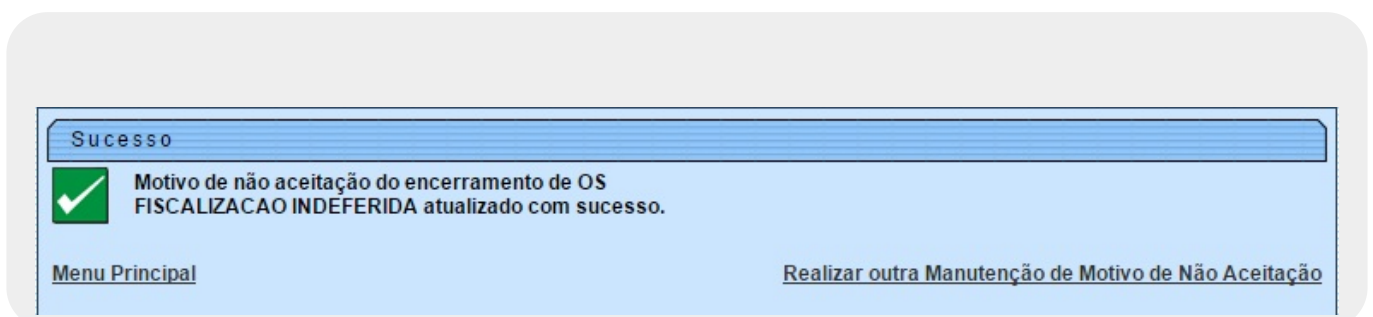 Sucesso
Motivo de não aceitação do encerramento de OS
FISCALIZACAO INDEFERIDA atualizado com sucesso.
Menu Principal
Realizar outra Manutenção de Motivo de Não Aceitação